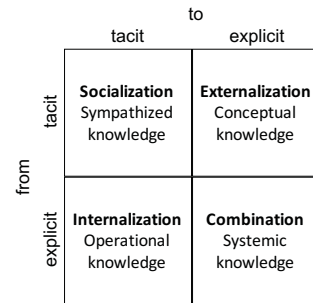 to
tacit explicit
from
tacit
Socialization
Sympathized
knowledge
Externalization
Conceptual
knowledge
explicit
Internalization
Operational
knowledge
Combination
Systemic
knowledge